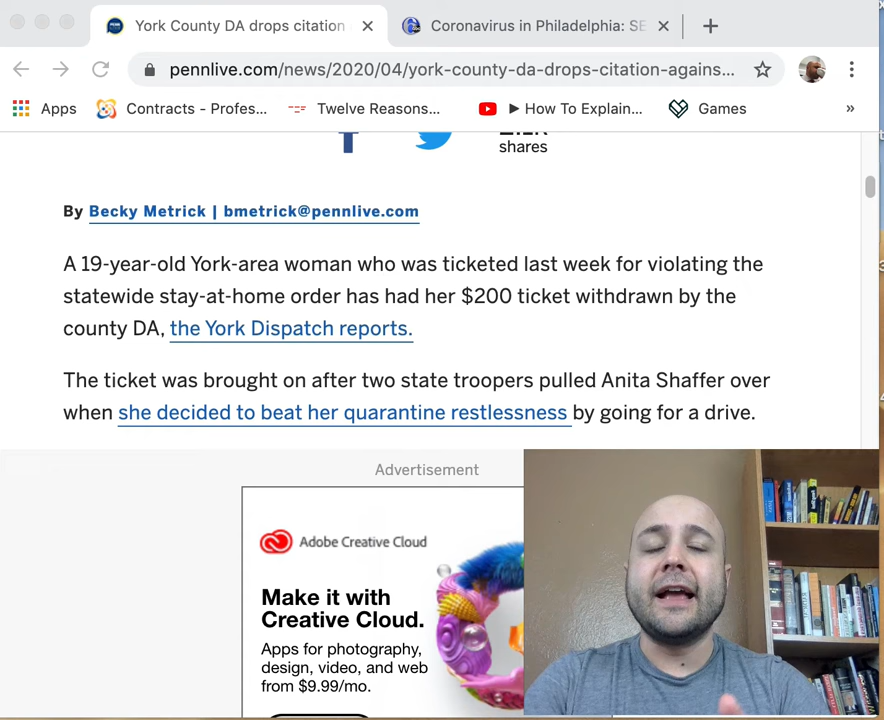 York County DA drops citation
Coronavirus in Philadelphia: SE
pennlive.com/news/2020/04/york-county-da-drops-citation-agains...
Apps
Contracts - Profes...
Twelve Reasons...
▶ How To Explain...
Games
»
shares
By Becky Metrick | bmetrick@pennlive.com
A 19-year-old York-area woman who was ticketed last week for violating the
statewide stay-at-home order has had her $200 ticket withdrawn by the
county DA, the York Dispatch reports.
The ticket was brought on after two state troopers pulled Anita Shaffer over
when she decided to beat her quarantine restlessness by going for a drive.
Advertisement
Adobe Creative Cloud
Make it with
Creative Cloud.
Apps for photography,
design, video, and web
from $9.99/mo.